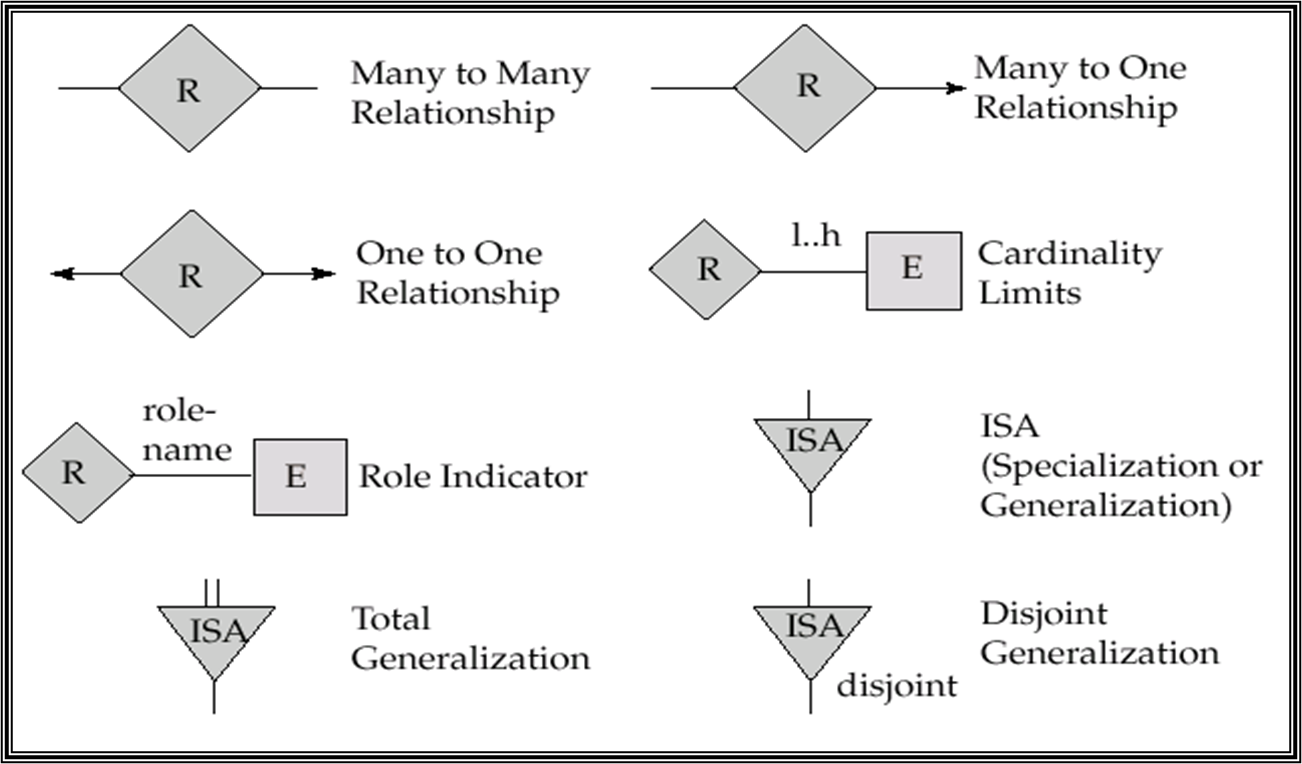 R
Many to Many
Relationship
R
Many to One
Relationship
R
One to One
Relationship
R
l..h
E
Cardinality
Limits
R
role-
name
E
Role Indicator
ISA
ISA
(Specialization or
Generalization)
ISA
Total
Generalization
ISA
disjoint
Disjoint
Generalization